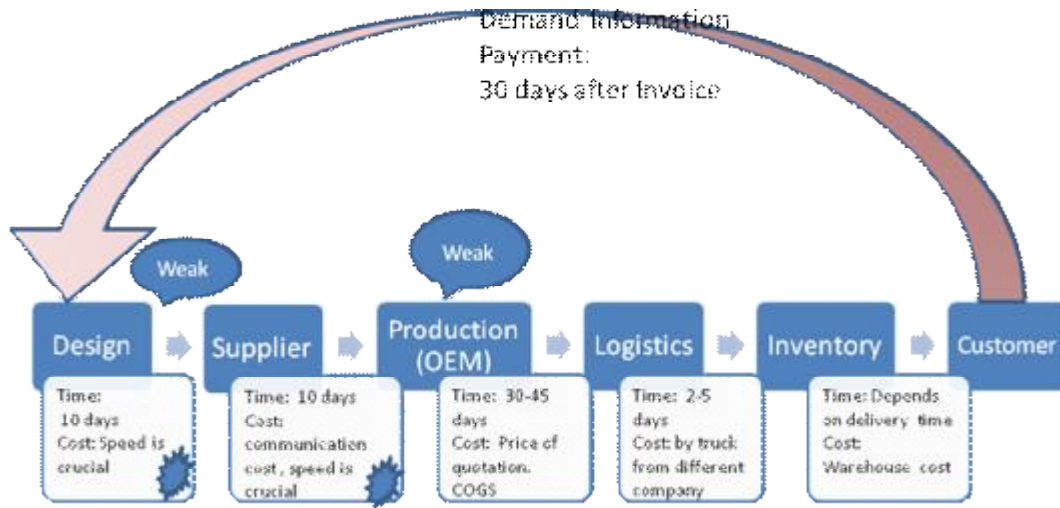 Demand Information
Payment:
30 days after Invoice
Weak
Weak
Design
Supplier
Production
(OEM)
Logistics
Inventory
Customer
Time:
10 days
Cost: Speed is
crucial
Time: 10 days
Cost:
communication
cost, speed is
crucial
Time: 30-45
days
Cost: Price of
quotation.
COGS
Time: 2-5
days
Cost: by truck
from different
company
Time: Depends
on delivery time
Cost:
Warehouse cost